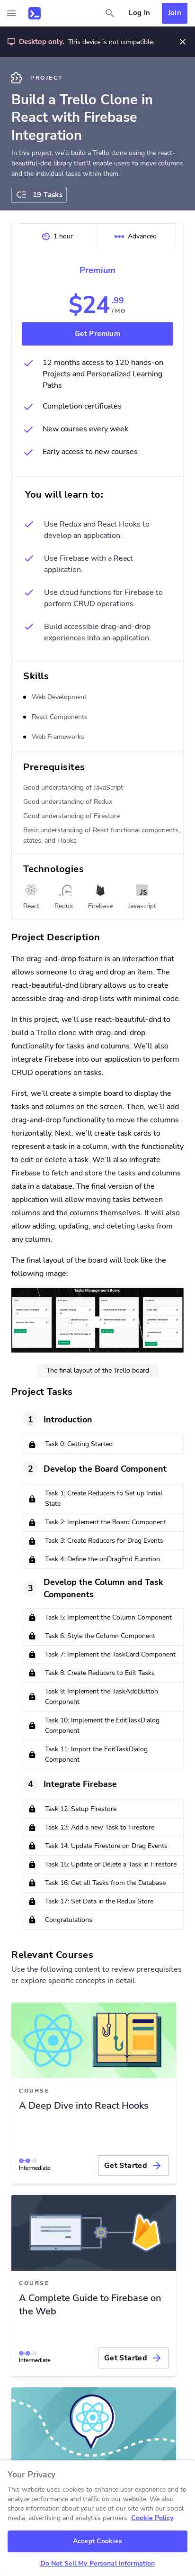 Log In
Join
Desktop only. This device is not compatible.
PROJECT
Build a Trello Clone in
React with Firebase
Integration
In this project, we'll build a Trello clone using the react-
beautiful-dnd library that'll enable users to move columns
and the individual tasks within them.
19 Tasks
1 hour
Advanced
Premium
$24.99
/MO
Get Premium
12 months access to 120 hands-on
Projects and Personalized Learning
Paths
Completion certificates
New courses every week
Early access to new courses
You will learn to:
Use Redux and React Hooks to
develop an application.
Use Firebase with a React
application.
Use cloud functions for Firebase to
perform CRUD operations.
Build accessible drag-and-drop
experiences into an application.
Skills
Web Development
React Components
Web Frameworks
Prerequisites
Good understanding of JavaScript
Good understanding of Redux
Good understanding of Firestore
Basic understanding of React functional components,
states, and Hooks
Technologies
JS
React
Redux
Firebase
Javascript
Project Description
The drag-and-drop feature is an interaction that
allows someone to drag and drop an item. The
react-beautiful-dnd library allows us to create
accessible drag-and-drop lists with minimal code.
In this project, we'll use react-beautiful-dnd to
build a Trello clone with drag-and-drop
functionality for tasks and columns. We'll also
integrate Firebase into our application to perform
CRUD operations on tasks.
First, we'll create a simple board to display the
tasks and columns on the screen. Then, we'll add
drag-and-drop functionality to move the columns
horizontally. Next, we'll create task cards to
represent a task in a column, with the functionality
to edit or delete a task. We'll also integrate
Firebase to fetch and store the tasks and columns
data in a database. The final version of the
application will allow moving tasks between
columns and the columns themselves. It will also
allow adding, updating, and deleting tasks from
any column.
The final layout of the board will look like the
following image:
Tasks Management Board
The final layout of the Trello board
Project Tasks
1
Introduction
Task 0: Getting Started
2
Develop the Board Component
Task 1: Create Reducers to Set up Initial
State
Task 2: Implement the Board Component
Task 3: Create Reducers for Drag Events
Task 4: Define the onDragEnd Function
3
Develop the Column and Task
Components
Task 5: Implement the Column Component
Task 6: Style the Column Component
Task 7: Implement the TaskCard Component
Task 8: Create Reducers to Edit Tasks
Task 9: Implement the TaskAddButton
Component
Task 10: Implement the EditTaskDialog
Component
Task 11: Import the EditTaskDialog
Component
4
Integrate Firebase
Task 12: Setup Firestore
Task 13: Add a new Task to Firestore
Task 14: Update Firestore on Drag Events
Task 15: Update or Delete a Task in Firestore
Task 16: Get all Tasks from the Database
Task 17: Set Data in the Redux Store
Congratulations
Relevant Courses
Use the following content to review prerequisites
or explore specific concepts in detail.
COURSE
A Deep Dive into React Hooks
Intermediate
Get Started
COURSE
A Complete Guide to Firebase on
the Web
Intermediate
Get Started
Your Privacy
This website uses cookies to enhance user experience and to
analyze performance and traffic on our website. We also
share information about your use of our site with our social
media, advertising and analytics partners. Cookie Policy
Accept Cookies
Do Not Sell My Personal Information